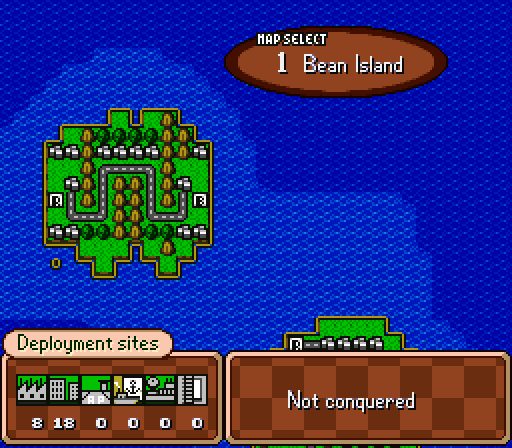 MAP SELECT
1 Bean Island
Deployment sites
8 18 0 0 0 0
Not conquered